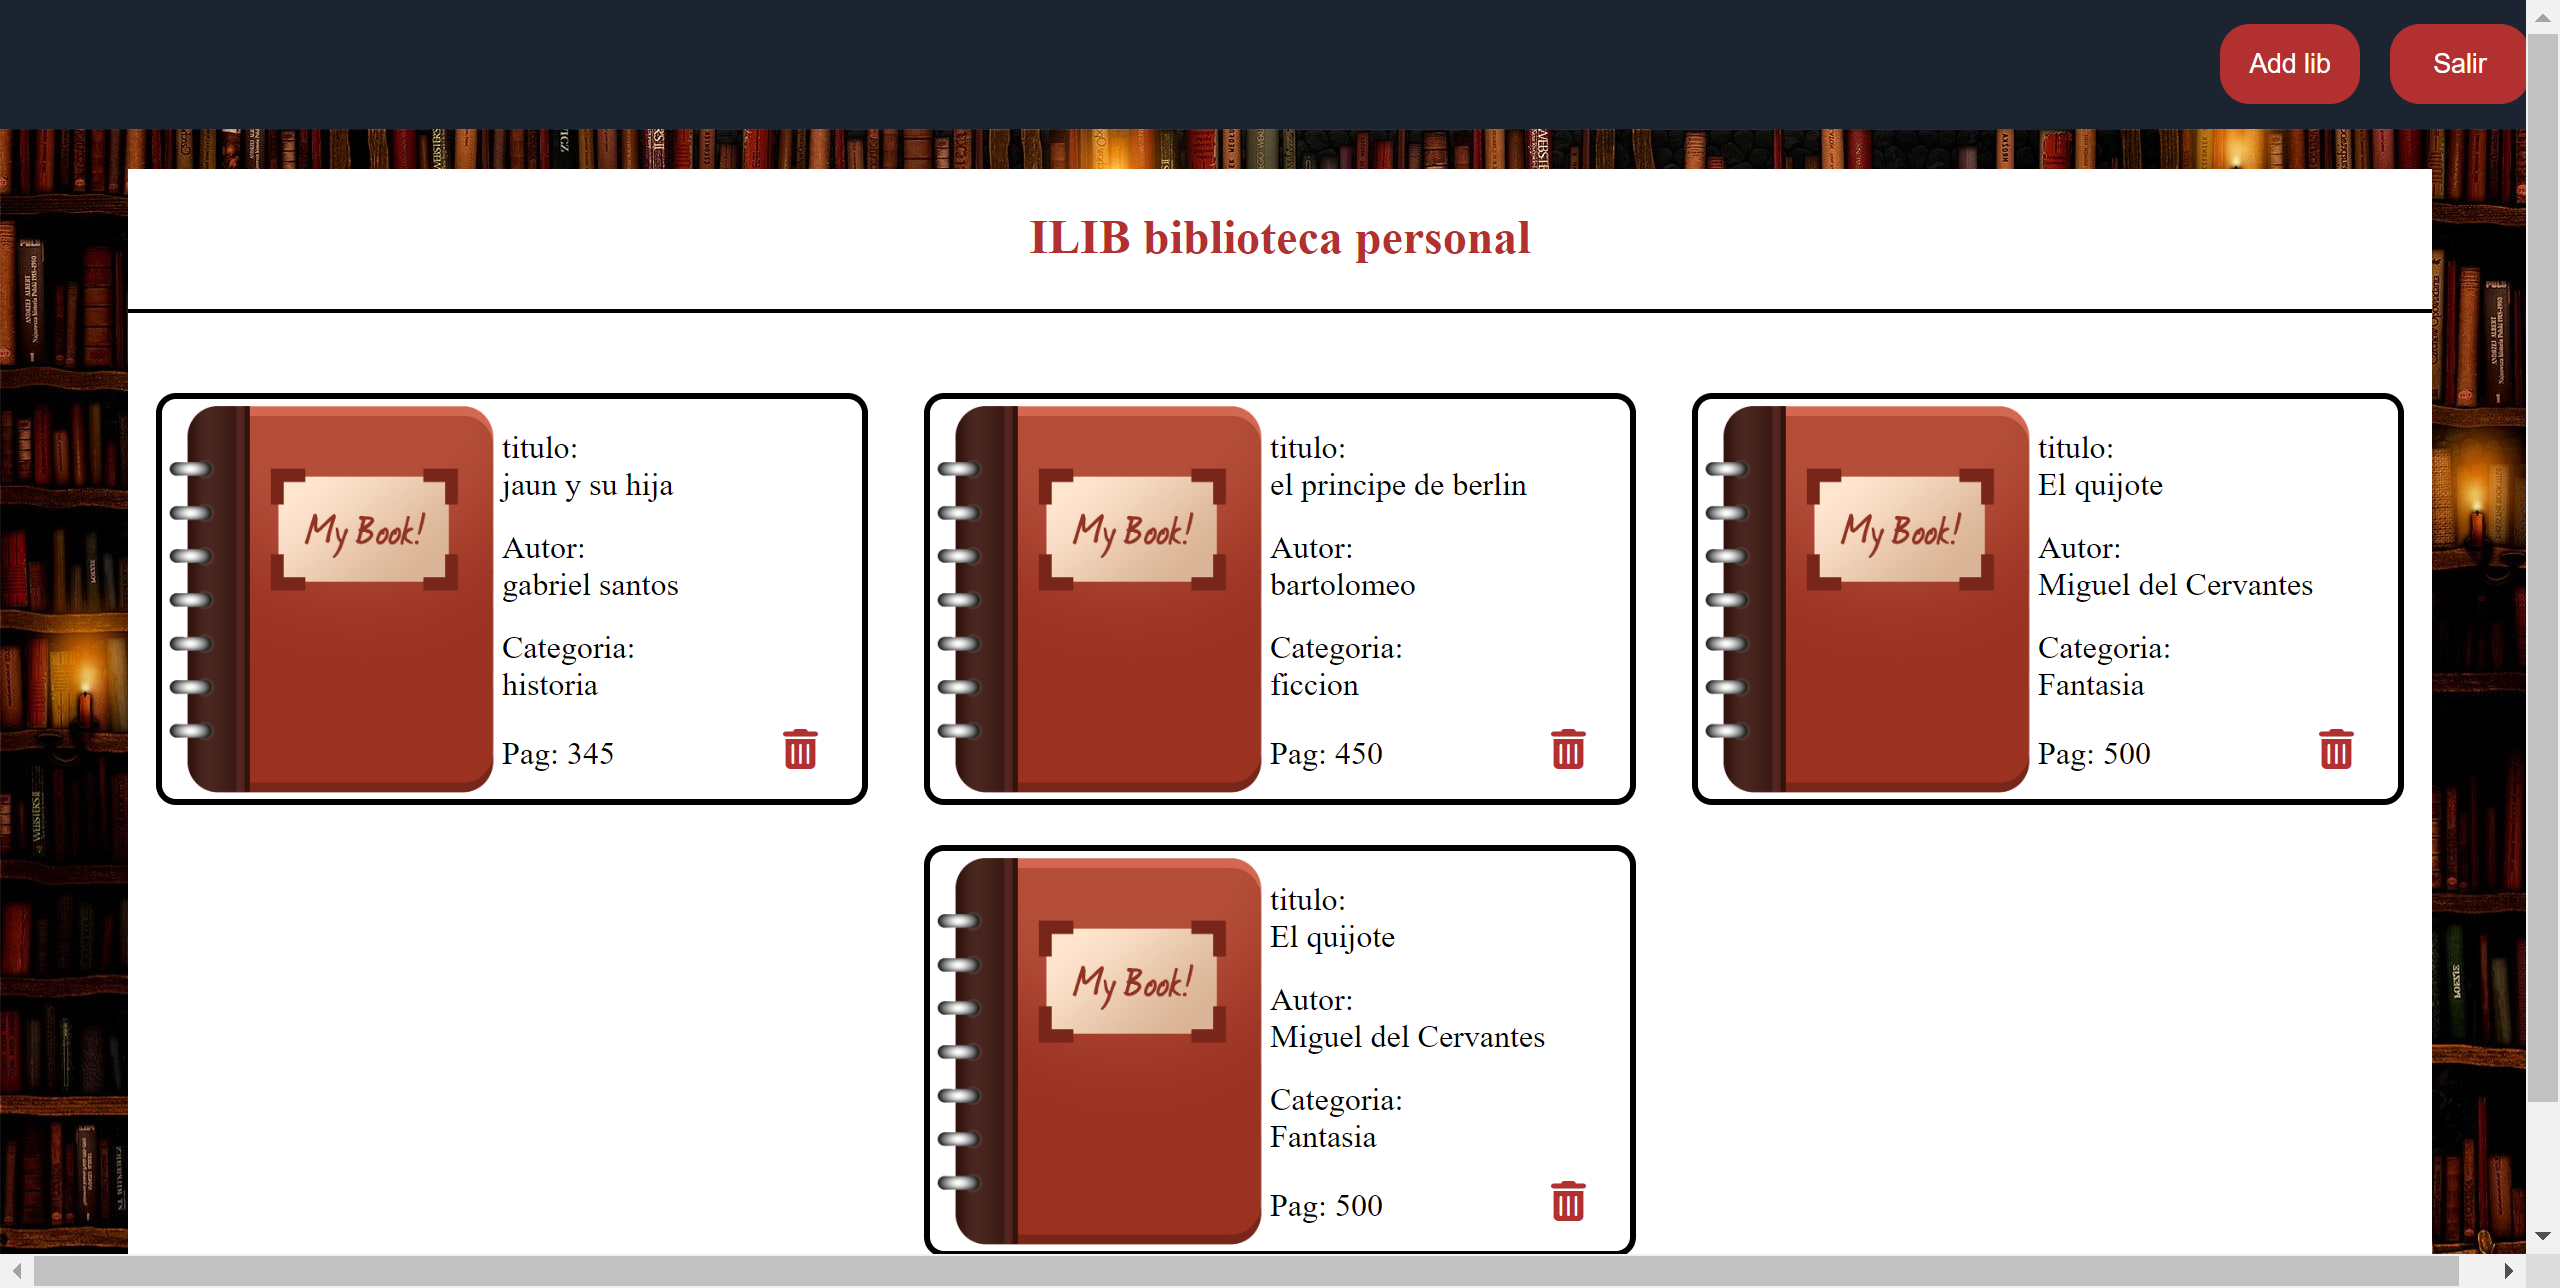 Add lib
Salir
ILIB biblioteca personal
My Book!
titulo:
jaun y su hija
Autor:
gabriel santos
Categoria:
historia
Pag: 345
My Book!
titulo:
el principe de berlin
Autor:
bartolomeo
Categoria:
ficcion
Pag: 450
My Book!
titulo:
El quijote
Autor:
Miguel del Cervantes
Categoria:
Fantasia
Pag: 500
My Book!
titulo:
El quijote
Autor:
Miguel del Cervantes
Categoria:
Fantasia
Pag: 500